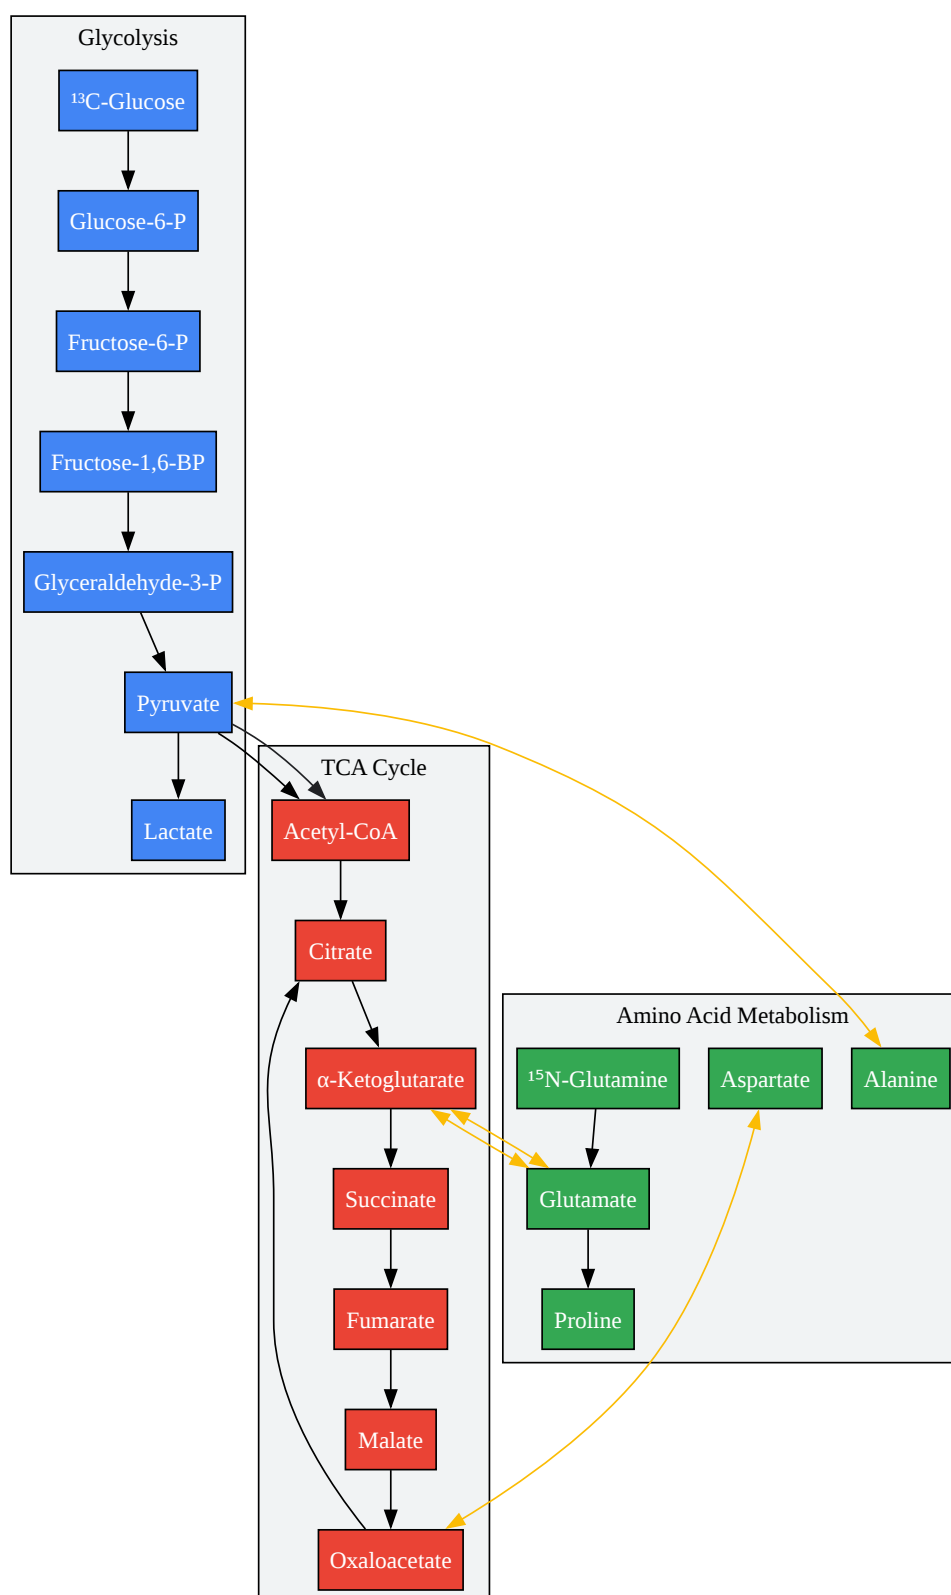 Glycolysis
¹³C-Glucose
Glucose-6-P
Fructose-6-P
Fructose-1,6-BP
Glyceraldehyde-3-P
Pyruvate
Lactate
TCA Cycle
Acetyl-CoA
Citrate
α-Ketoglutarate
Succinate
Fumarate
Malate
Oxaloacetate
Amino Acid Metabolism
¹⁵N-Glutamine
Aspartate
Alanine
Glutamate
Proline